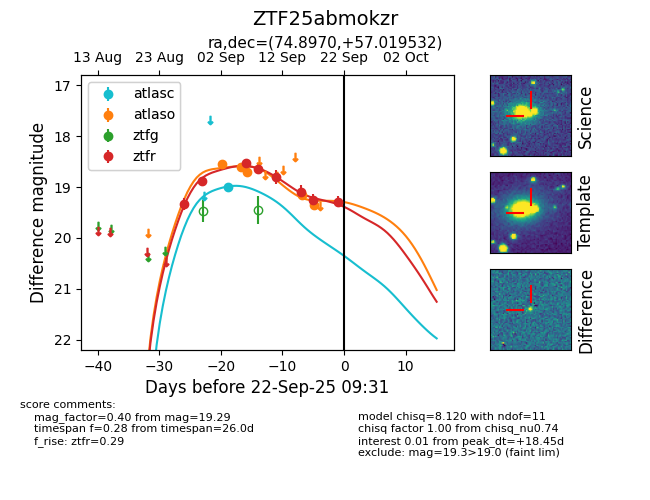 ZTF25abmokzr
ra,dec=(74.8970,+57.019532)
13 Aug 23 Aug 02 Sep 12 Sep 22 Sep 02 Oct
17
18
19
20
21
22
Difference magnitude
atlasc
atlaso
ztfg
ztfr
−40 −30 −20 −10 0 10
Days before 22-Sep-25 09:31
Science
Template
Difference
score comments:
mag_factor=0.40 from mag=19.29
timespan f=0.28 from timespan=26.0d
f_rise: ztfr=0.29
model chisq=8.120 with ndof=11
chisq factor 1.00 from chisq_nu0.74
interest 0.01 from peak_dt=+18.45d
exclude: mag=19.3>19.0 (faint lim)